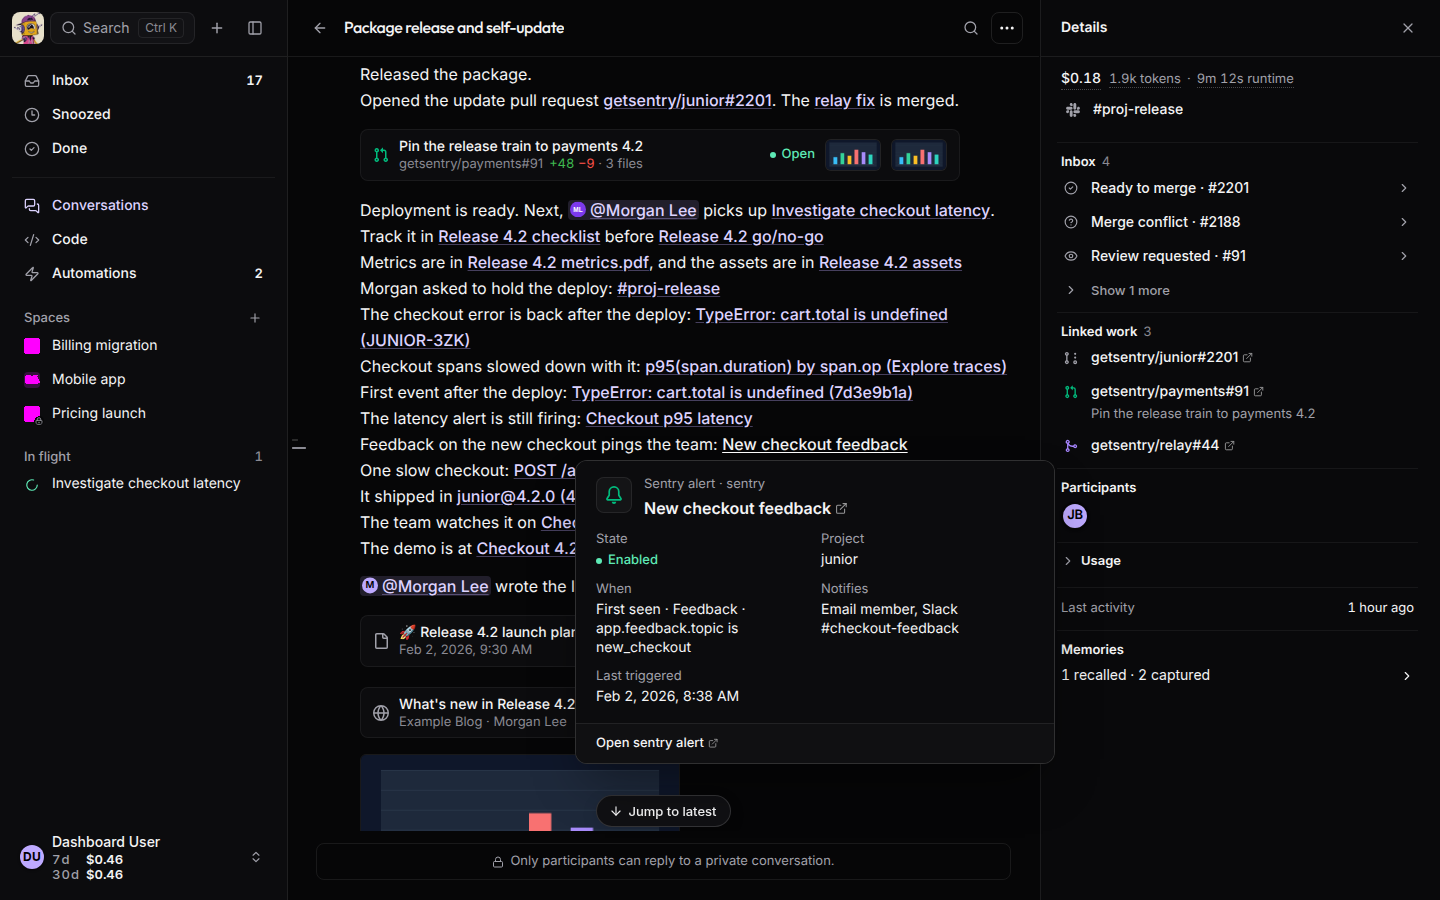 Search Ctrl K
Inbox 17
Snoozed
Done
Conversations
Code
Automations 2
Spaces
Billing migration
Mobile app
Pricing launch
In flight 1
Investigate checkout latency
DU Dashboard User
7d $0.46
30d $0.46
Package release and self-update
Released the package.
Opened the update pull request getsentry/junior#2201. The relay fix is merged.
Pin the release train to payments 4.2
getsentry/payments#91 +48 −9 · 3 files
Open
Deployment is ready. Next, ML @Morgan Lee picks up Investigate checkout latency.
Track it in Release 4.2 checklist before Release 4.2 go/no-go
Metrics are in Release 4.2 metrics.pdf, and the assets are in Release 4.2 assets
Morgan asked to hold the deploy: #proj-release
The checkout error is back after the deploy: TypeError: cart.total is undefined
(JUNIOR-3ZK)
Checkout spans slowed down with it: p95(span.duration) by span.op (Explore traces)
First event after the deploy: TypeError: cart.total is undefined (7d3e9b1a)
The latency alert is still firing: Checkout p95 latency
Feedback on the new checkout pings the team: New checkout feedback
One slow checkout: POST /a
It shipped in junior@4.2.0 (4
The team watches it on Chec
The demo is at Checkout 4.2
M @Morgan Lee wrote the l
🚀 Release 4.2 launch plan
Feb 2, 2026, 9:30 AM
What's new in Release 4.2
Example Blog · Morgan Lee
Sentry alert · sentry
New checkout feedback
State
Enabled
Project
junior
When
First seen · Feedback ·
app.feedback.topic is
new_checkout
Notifies
Email member, Slack
#checkout-feedback
Last triggered
Feb 2, 2026, 8:38 AM
Open sentry alert
Jump to latest
Only participants can reply to a private conversation.
Details
$0.18 1.9k tokens · 9m 12s runtime
#proj-release
Inbox 4
Ready to merge · #2201
Merge conflict · #2188
Review requested · #91
Show 1 more
Linked work 3
getsentry/junior#2201
getsentry/payments#91
Pin the release train to payments 4.2
getsentry/relay#44
Participants
JB
Usage
Last activity 1 hour ago
Memories
1 recalled · 2 captured